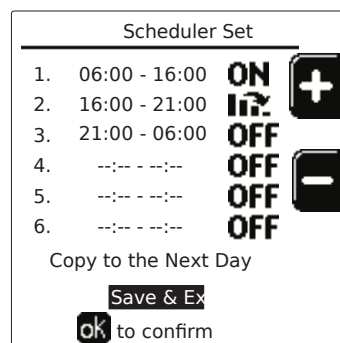 Scheduler Set
1. 06:00 - 16:00 ON
2. 16:00 - 21:00
3. 21:00 - 06:00 OFF
4. --:-- - --:-- OFF
5. --:-- - --:-- OFF
6. --:-- - --:-- OFF
Copy to the Next Day
Save & Ex
ok to confirm